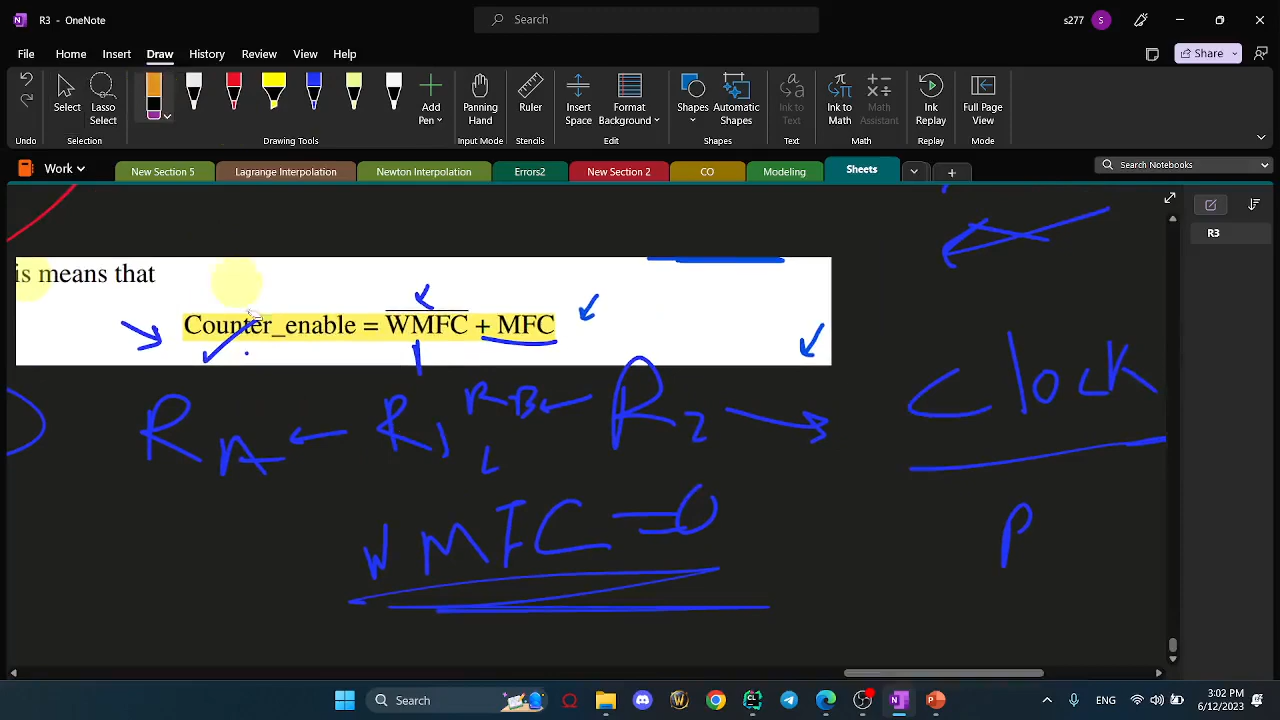 R3 - OneNote
Search
s277
S
File Home Insert Draw History Review View Help
Share
Undo
Select
Lasso Select
Add Pen
Panning Hand
Ruler
Insert Space
Format Background
Shapes
Automatic Shapes
Ink to Text
Ink to Math
Math Assistant
Ink Replay
Full Page View
Undo Selection Drawing Tools Input Mode Stencils Edit Shapes Text Math Replay Mode
Work
New Section 5 Lagrange Interpolation Newton Interpolation Errors2 New Section 2 CO Modeling Sheets
Search Notebooks
R3
is means that
Counter_enable = W̅M̅F̅C̅ + MFC
Clock
RA ← R1 RB ← R2
WMFC = 0
P
Search
ENG
3:02 PM
6/12/2023